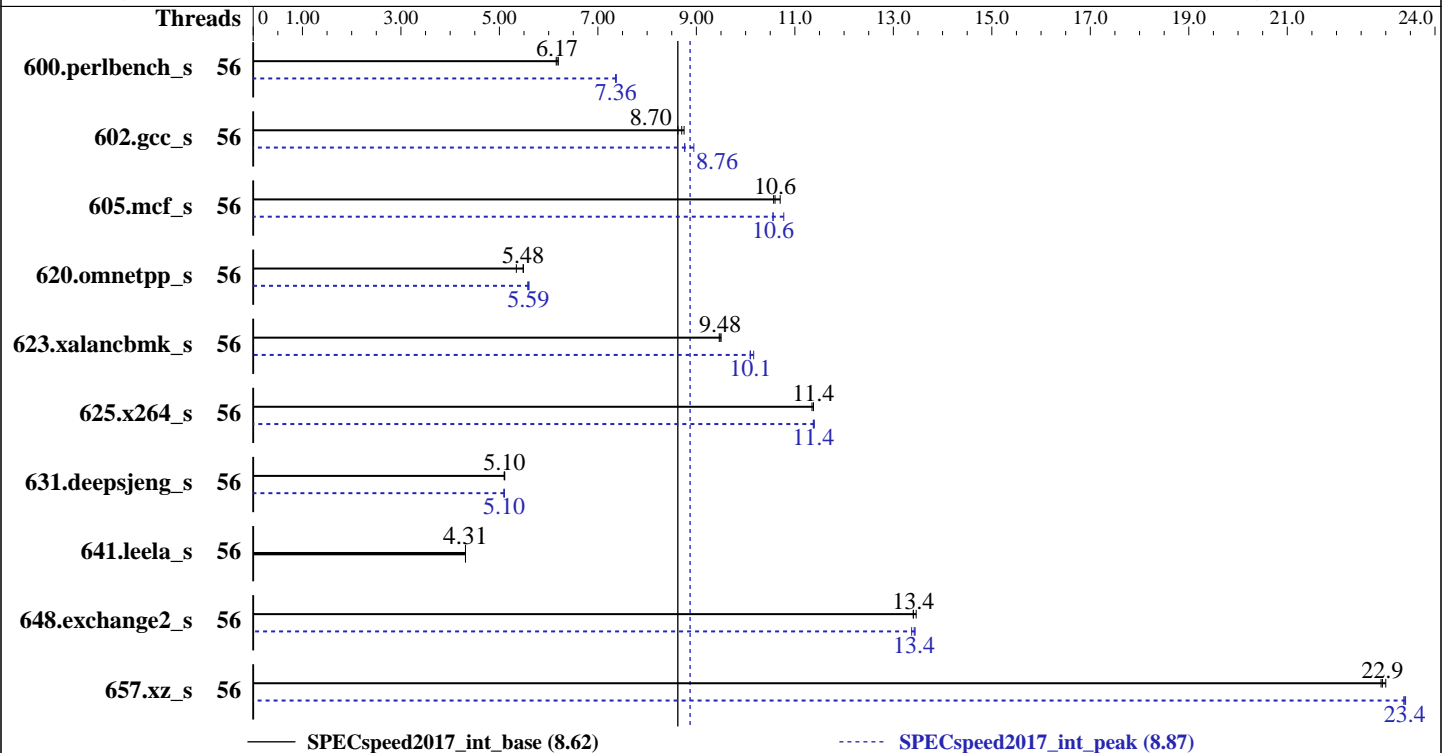 Threads 0 1.00 3.00 5.00 7.00 9.00 11.0 13.0 15.0 17.0 19.0 21.0 24.0
6.17
600.perlbench_s 56
7.36
8.70
602.gcc_s 56
8.76
10.6
605.mcf_s 56
10.6
5.48
620.omnetpp_s 56
5.59
9.48
623.xalancbmk_s 56
10.1
11.4
625.x264_s 56
11.4
5.10
631.deepsjeng_s 56
5.10
4.31
641.leela_s 56
13.4
648.exchange2_s 56
13.4
22.9
657.xz_s 56
23.4
SPECspeed2017_int_base (8.62) SPECspeed2017_int_peak (8.87)